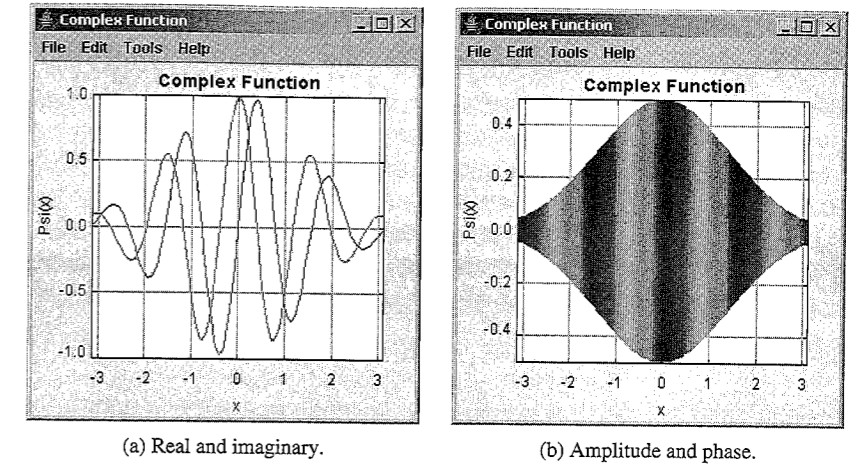 Complex Function
File Edit Tools Help
Complex Function
1.0
0.5
0.0
-0.5
-1.0
Psi(x)
-3 -2 -1 0 1 2 3
x
(a) Real and imaginary.
Complex Function
File Edit Tools Help
Complex Function
0.4
0.2
0.0
-0.2
-0.4
Psi(x)
-3 -2 -1 0 1 2 3
x
(b) Amplitude and phase.